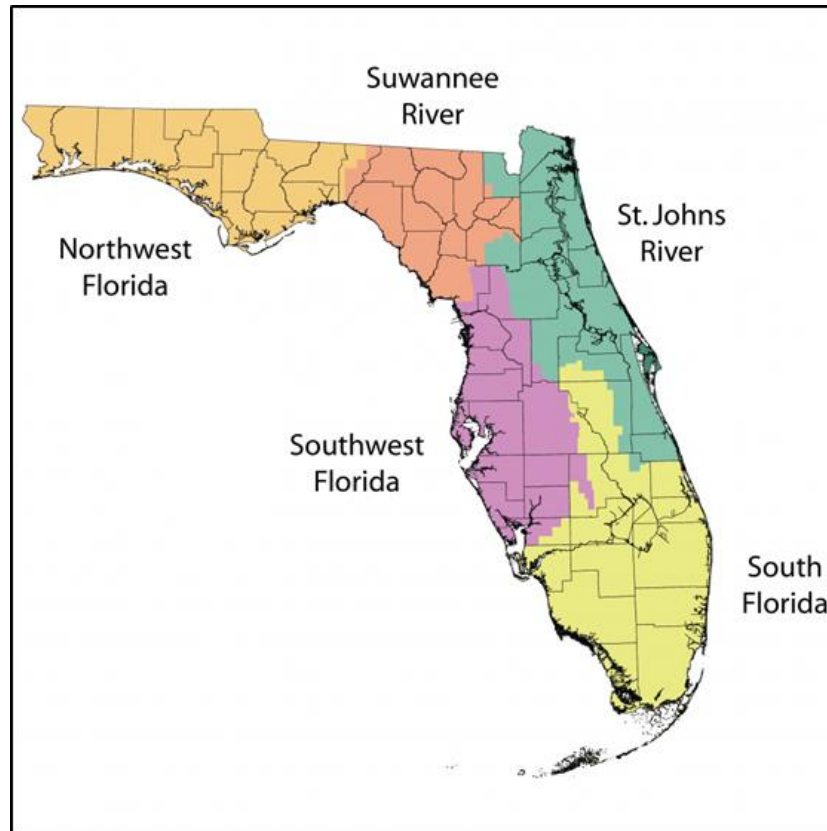 Suwannee
River
St. Johns
River
Northwest
Florida
Southwest
Florida
South
Florida